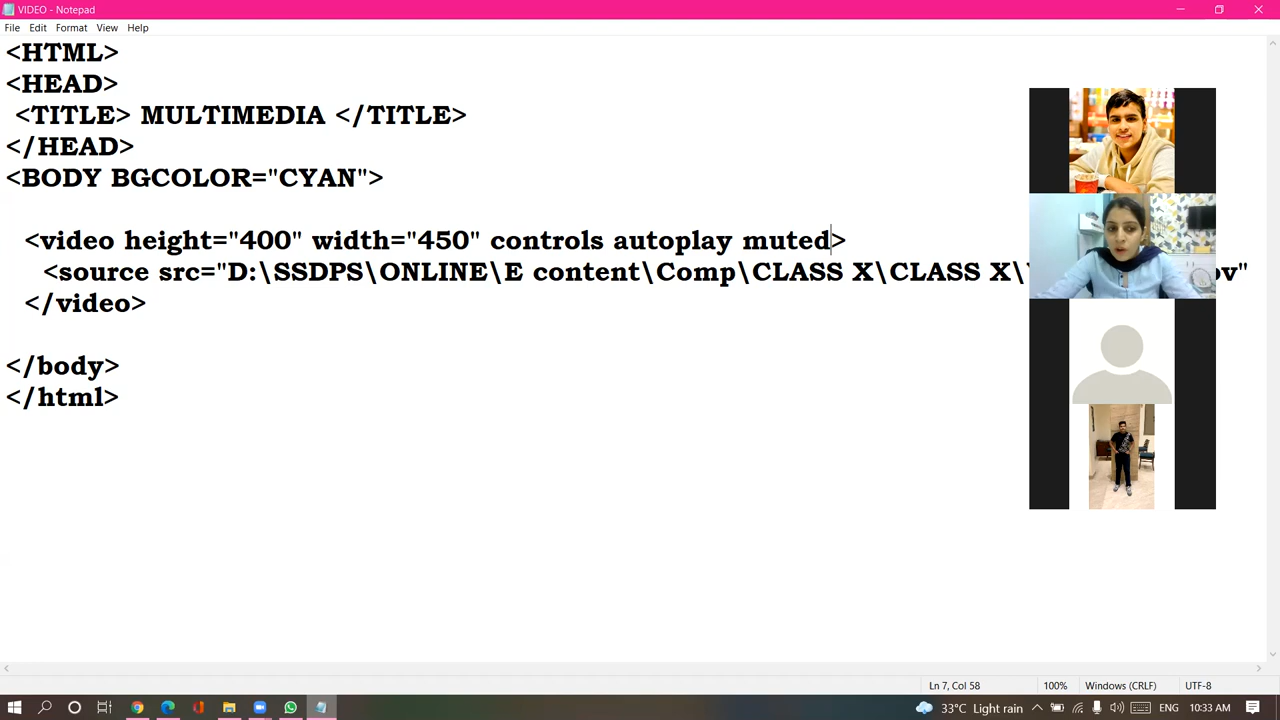 VIDEO - Notepad
File Edit Format View Help
<HTML>
<HEAD>
<TITLE> MULTIMEDIA </TITLE>
</HEAD>
<BODY BGCOLOR="CYAN">
<video height="400" width="450" controls autoplay muted>
<source src="D:\SSDPS\ONLINE\E content\Comp\CLASS X\CLASS X\ ov"
</video>
</body>
</html>
Ln 7, Col 58 100% Windows (CRLF) UTF-8
33°C Light rain ENG 10:33 AM